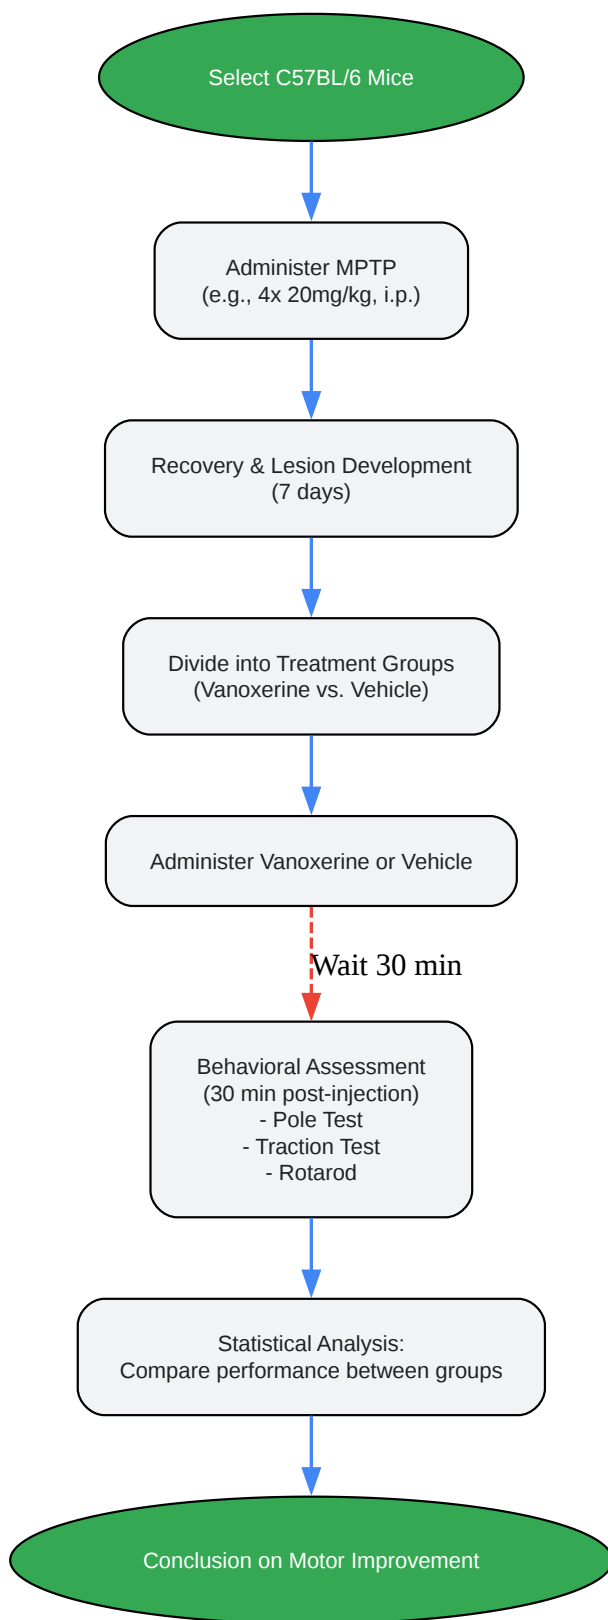 Select C57BL/6 Mice
Administer MPTP
(e.g., 4x 20mg/kg, i.p.)
Recovery & Lesion Development
(7 days)
Divide into Treatment Groups
(Vanoxerine vs. Vehicle)
Administer Vanoxerine or Vehicle
Wait 30 min
Behavioral Assessment
(30 min post-injection)
- Pole Test
- Traction Test
- Rotarod
Statistical Analysis:
Compare performance between groups
Conclusion on Motor Improvement